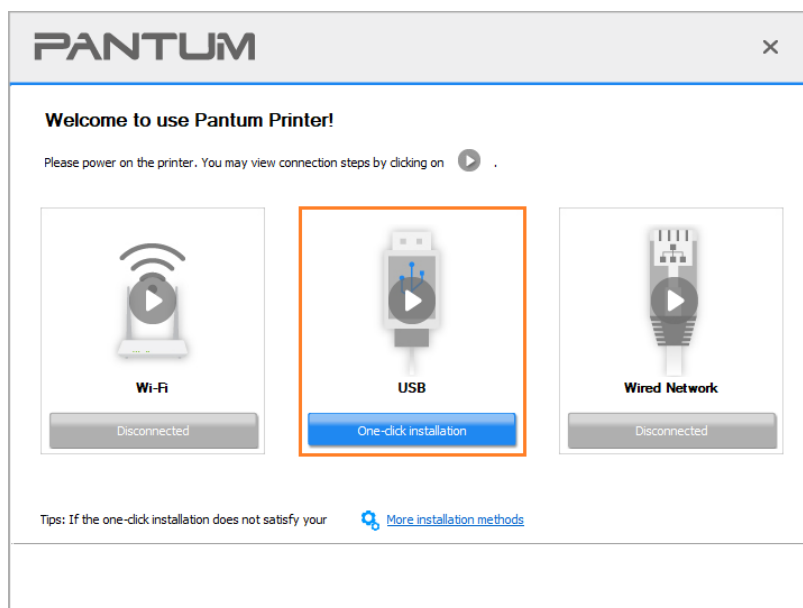 PANTUM
Welcome to use Pantum Printer!
Please power on the printer. You may view connection steps by clicking on .
Wi-Fi
USB
Wired Network
Disconnected
One-click installation
Disconnected
Tips: If the one-click installation does not satisfy your More installation methods